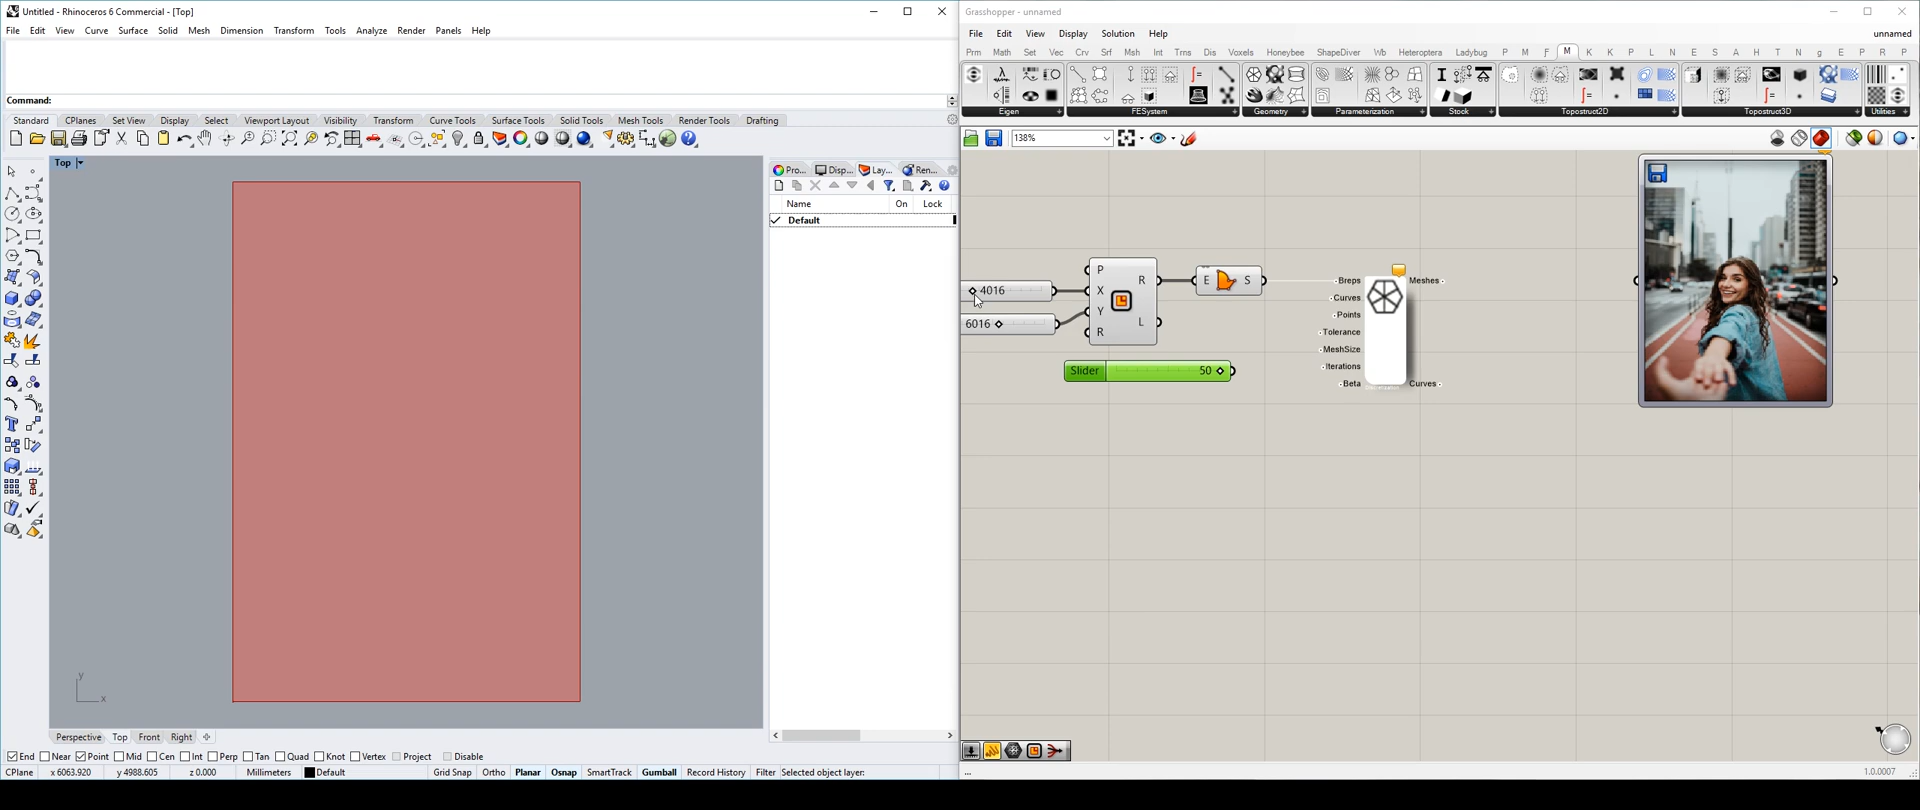 Untitled - Rhinoceros 6 Commercial - [Top]
File Edit View Curve Surface Solid Mesh Dimension Transform Tools Analyze Render Panels Help
Command:
Standard CPlanes Set View Display Select Viewport Layout Visibility Transform Curve Tools Surface Tools Solid Tools Mesh Tools Render Tools Drafting
Top
Pro... Disp... Lay... Ren...
Name On Lock
Default
y
x
Perspective Top Front Right
End Near Point Mid Cen Int Perp Tan Quad Knot Vertex Project Disable
CPlane x 6063.920 y 4988.605 z 0.000 Millimeters Default Grid Snap Ortho Planar Osnap SmartTrack Gumball Record History Filter Selected object layer:
Grasshopper - unnamed
File Edit View Display Solution Help unnamed
Prm Math Set Vec Crv Srf Msh Int Trns Dis Voxels Honeybee ShapeDiver Wb Heteroptera Ladybug P M F M K K P L N E S A H T N g E P R P
Eigen FESystem Geometry Parameterization Stock Topostruct2D Topostruct3D Utilities
138%
4016
6016
P
X
Y
R
R
L
E S
Slider 50
Breps
Curves
Points
Tolerance
MeshSize
Iterations
Beta
Meshes
Curves
...
1.0.0007